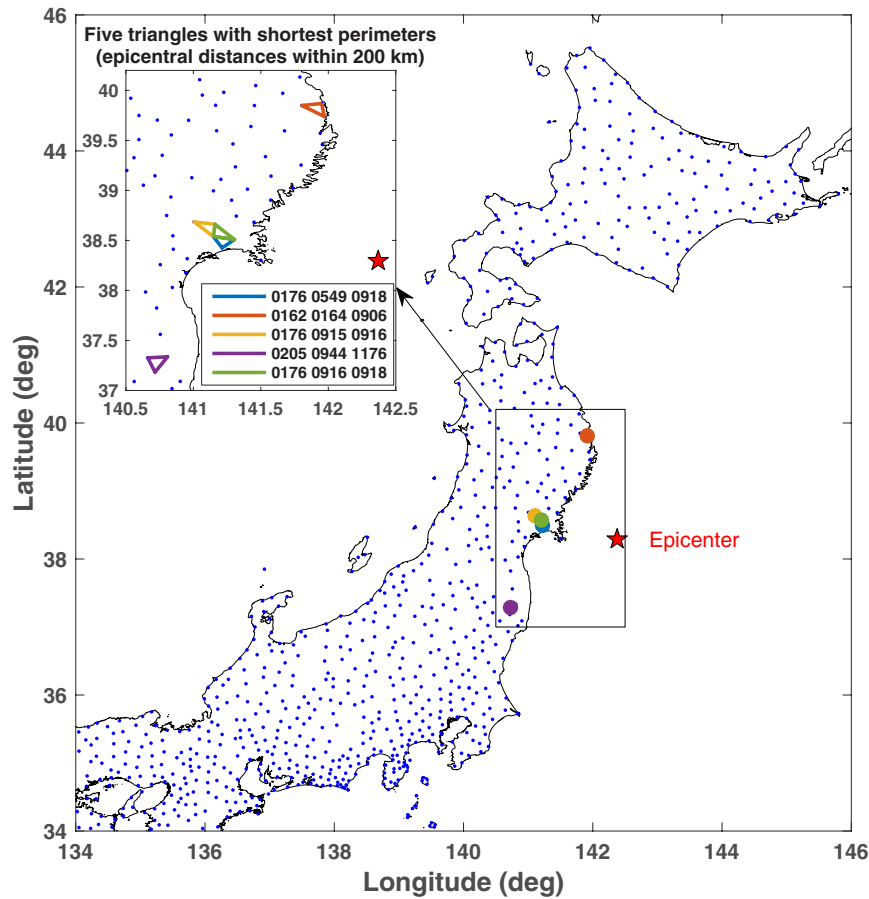 Five triangles with shortest perimeters
(epicentral distances within 200 km)
46
44
42
40
38
36
34
134
136
138
140
142
144
146
Latitude (deg)
Longitude (deg)
40
39.5
39
38.5
38
37.5
37
140.5
141
141.5
142
142.5
0176 0549 0918
0162 0164 0906
0176 0915 0916
0205 0944 1176
0176 0916 0918
Epicenter